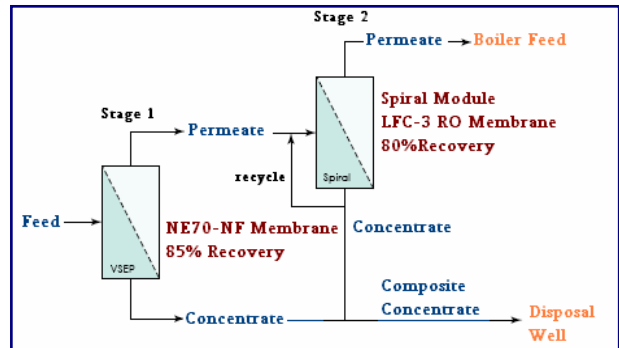 Stage 2
Permeate
Boiler Feed
Stage 1
Permeate
Spiral Module
LFC-3 RO Membrane
80%Recovery
recycle
Spiral
Feed
NE70-NF Membrane
85% Recovery
Concentrate
VSEP
Concentrate
Composite
Concentrate
Disposal
Well